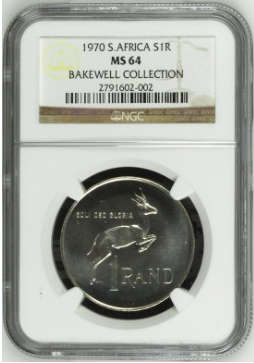 1970 S.AFRICA S1R
MS 64
BAKEWELL COLLECTION
2791602-002
NGC
SOLI DEO GLORIA
1 RAND